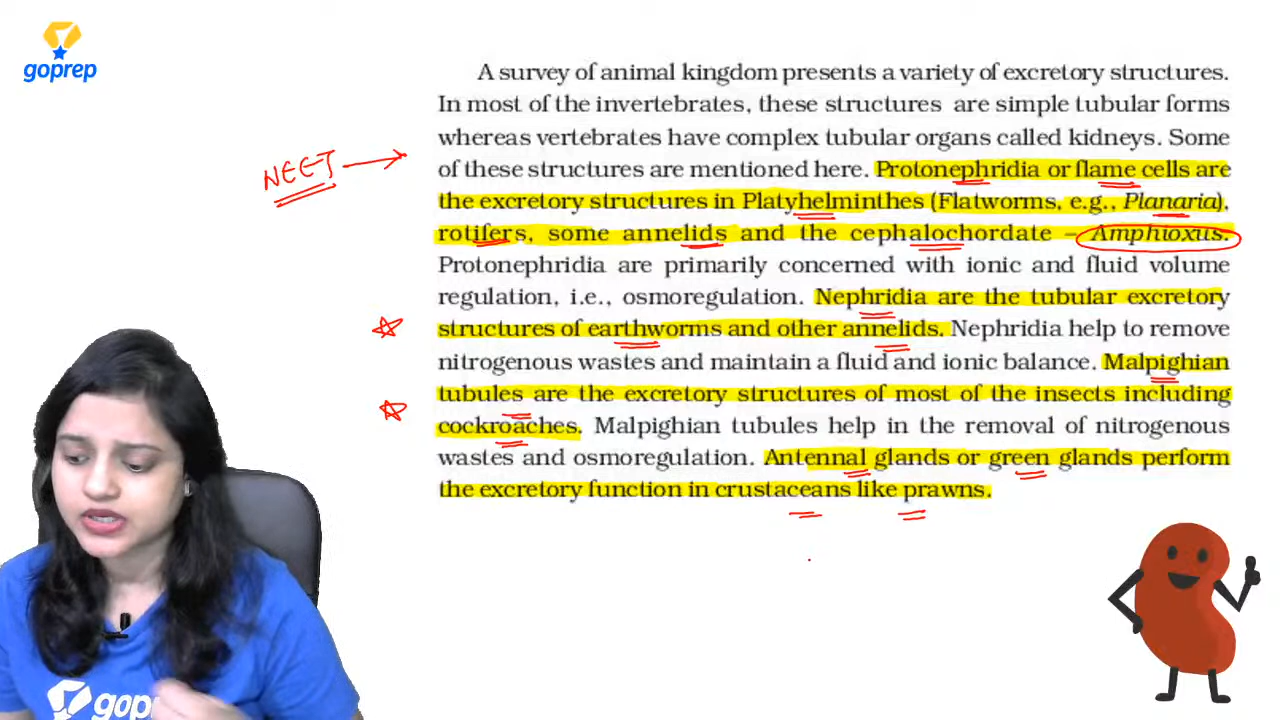 goprep
A survey of animal kingdom presents a variety of excretory structures.
In most of the invertebrates, these structures are simple tubular forms
whereas vertebrates have complex tubular organs called kidneys. Some
of these structures are mentioned here. Protonephridia or flame cells are
the excretory structures in Platyhelminthes (Flatworms, e.g., Planaria),
rotifers, some annelids and the cephalochordate – Amphioxus.
Protonephridia are primarily concerned with ionic and fluid volume
regulation, i.e., osmoregulation. Nephridia are the tubular excretory
structures of earthworms and other annelids. Nephridia help to remove
nitrogenous wastes and maintain a fluid and ionic balance. Malpighian
tubules are the excretory structures of most of the insects including
cockroaches. Malpighian tubules help in the removal of nitrogenous
wastes and osmoregulation. Antennal glands or green glands perform
the excretory function in crustaceans like prawns.
NEET
gop